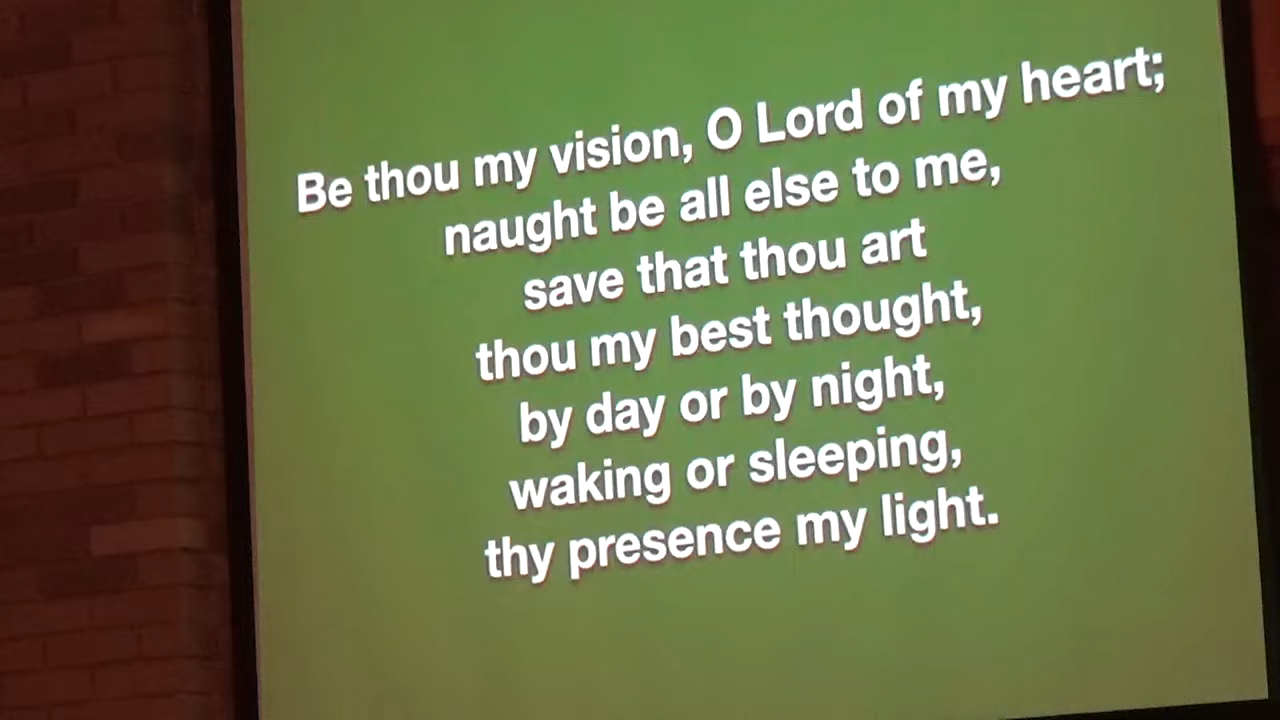 Be thou my vision, O Lord of my heart;
naught be all else to me,
save that thou art
thou my best thought,
by day or by night,
waking or sleeping,
thy presence my light.